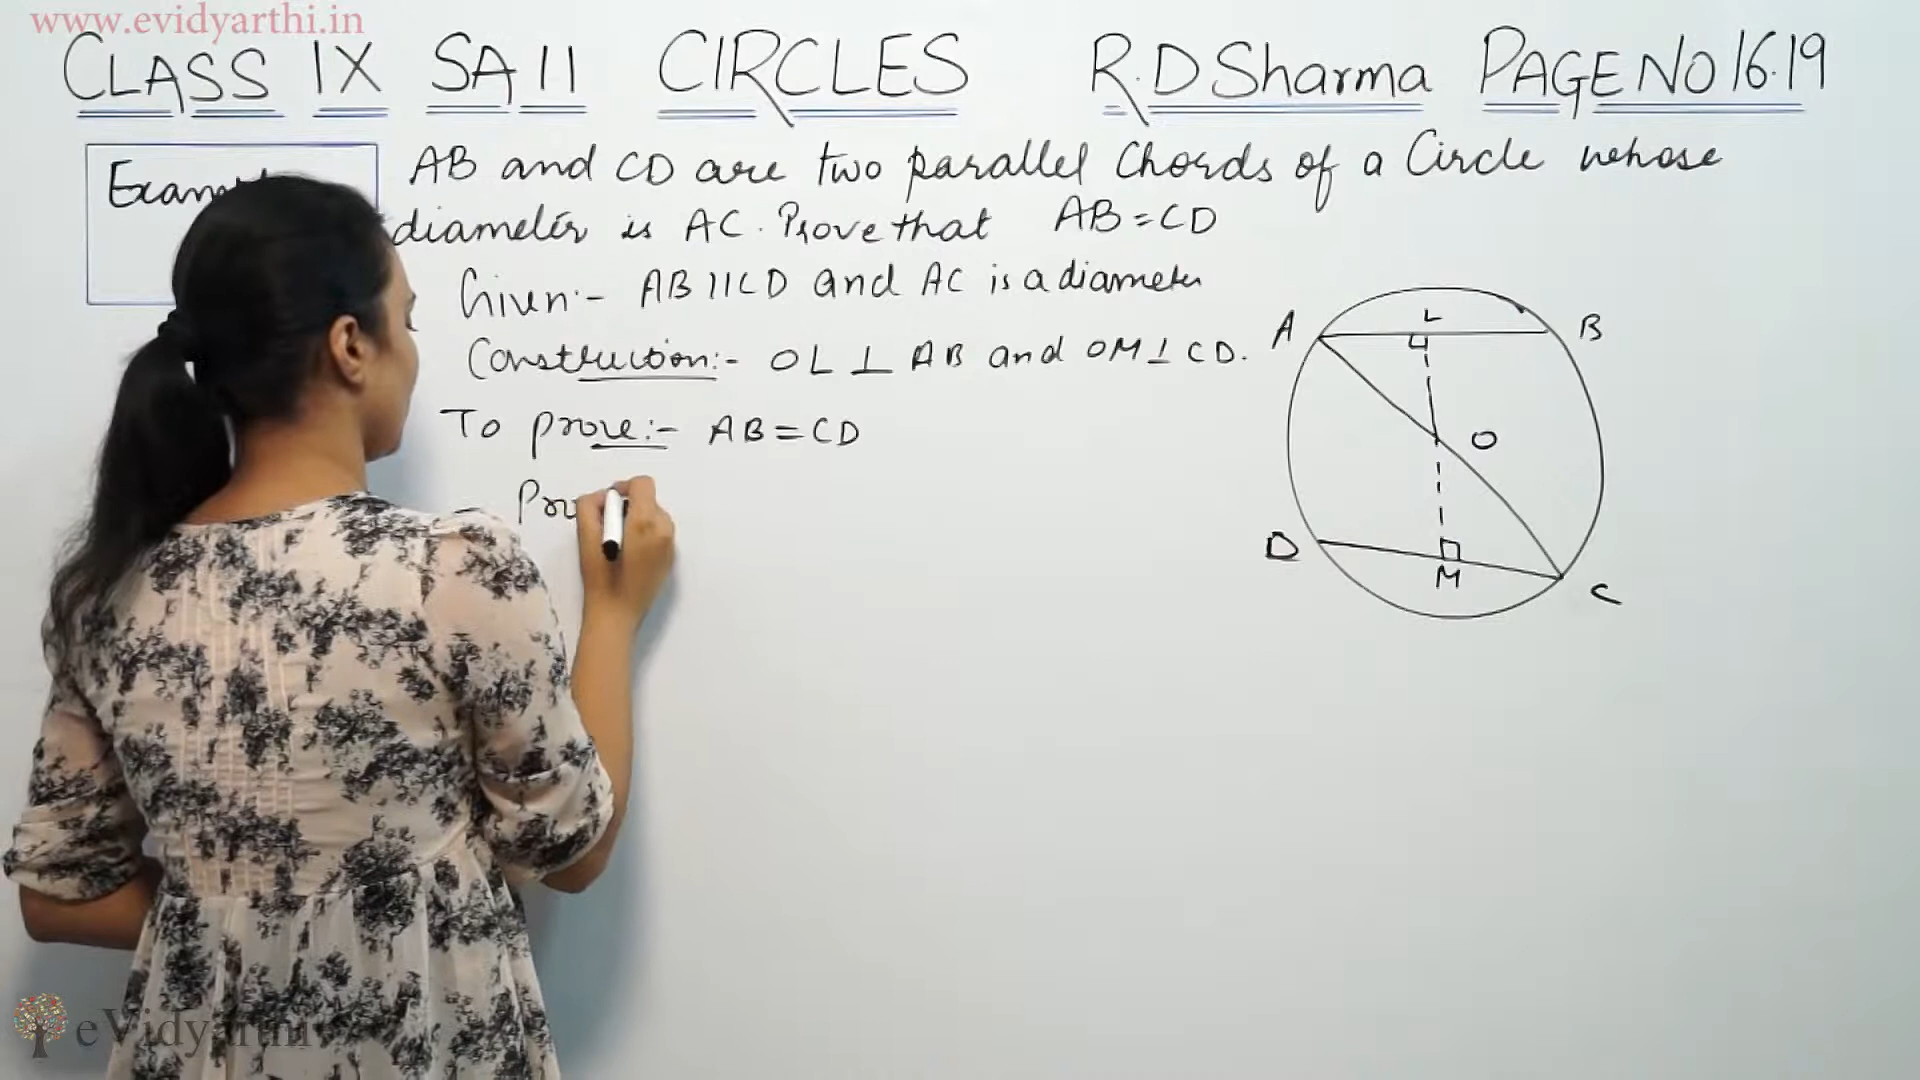 www.evidyarthi.in
CLASS IX SA II CIRCLES R.D Sharma PAGE NO 16.19
AB and CD are two parallel Chords of a Circle whose
diameter is AC. Prove that AB = CD
Given:- AB || CD and AC is a diameter
Construction:- OL ⊥ AB and OM ⊥ CD.
To prove:- AB = CD
A L B
O
D M C
eVidyarthi